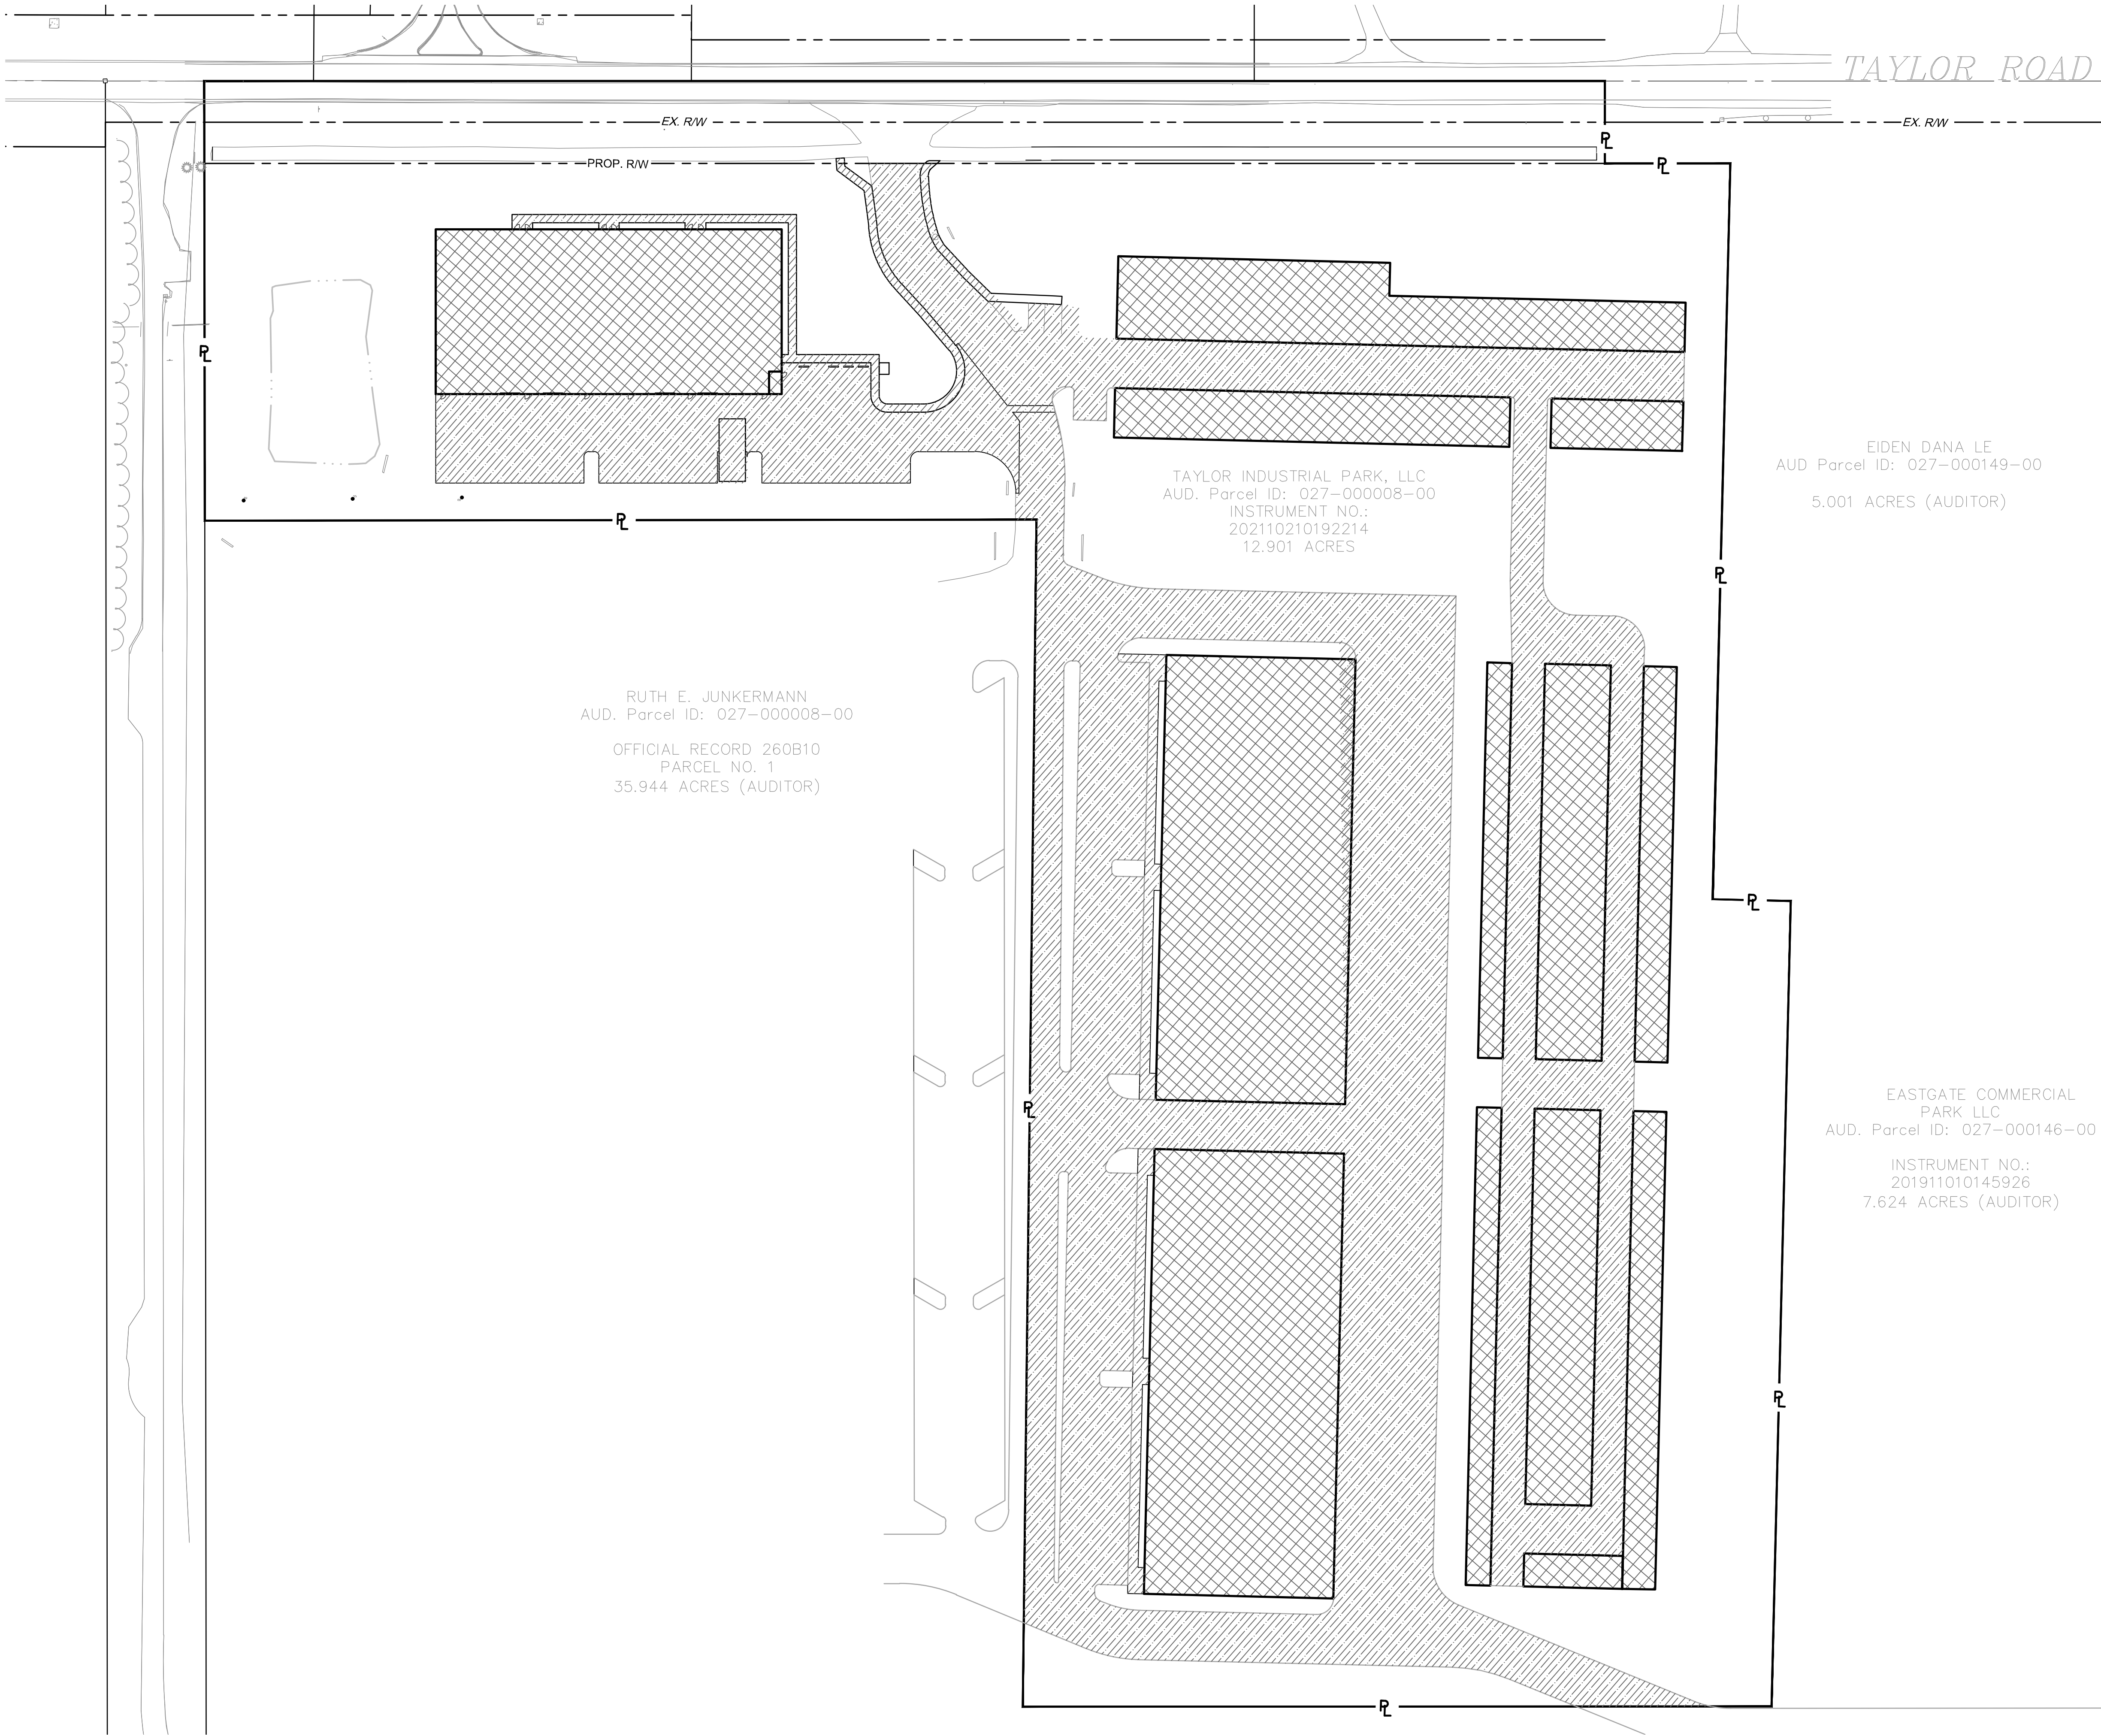 TAYLOR ROAD
EX. R/W
EX. R/W
PROP. R/W
PL
PL
PL
EIDEN DANA LE
AUD Parcel ID: 027-000149-00
5.001 ACRES (AUDITOR)
TAYLOR INDUSTRIAL PARK, LLC
AUD. Parcel ID: 027-000008-00
INSTRUMENT NO.:
202110210192214
12.901 ACRES
PL
PL
RUTH E. JUNKERMANN
AUD. Parcel ID: 027-000008-00
OFFICIAL RECORD 260B10
PARCEL NO. 1
35.944 ACRES (AUDITOR)
PL
PL
EASTGATE COMMERCIAL
PARK LLC
AUD. Parcel ID: 027-000146-00
INSTRUMENT NO.:
201911010145926
7.624 ACRES (AUDITOR)
PL
PL